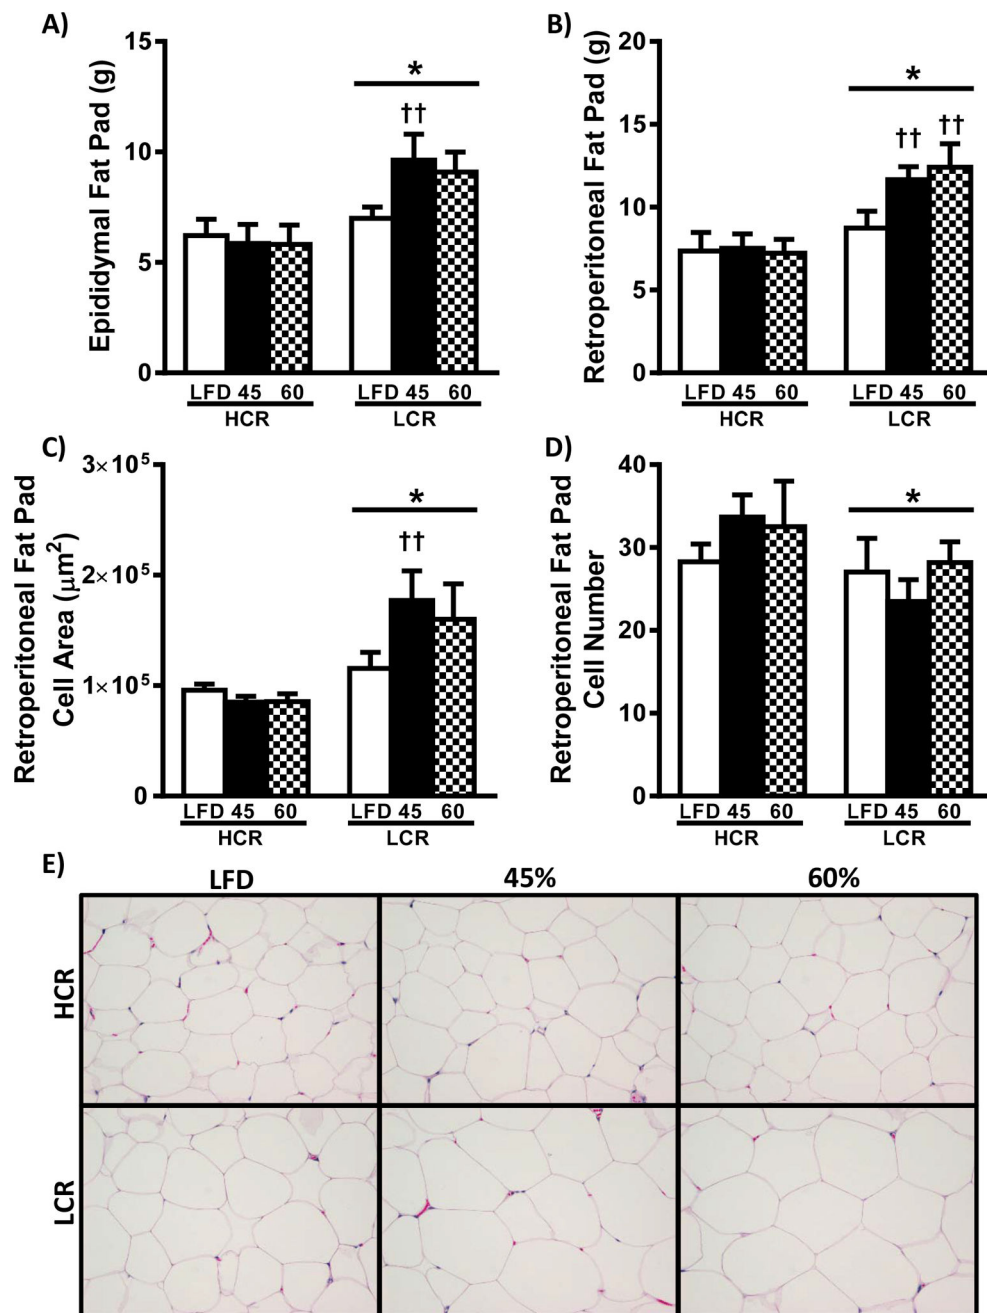 A)
Epididymal Fat Pad (g)
15
10
5
0
*
††
LFD 45 60
HCR
LFD 45 60
LCR
B)
Retroperitoneal Fat Pad (g)
20
15
10
5
0
*
††
††
LFD 45 60
HCR
LFD 45 60
LCR
C)
Retroperitoneal Fat Pad
Cell Area (μm²)
3×10⁵
2×10⁵
1×10⁵
0
*
††
LFD 45 60
HCR
LFD 45 60
LCR
D)
Retroperitoneal Fat Pad
Cell Number
40
30
20
10
0
*
LFD 45 60
HCR
LFD 45 60
LCR
E)
LFD 45% 60%
HCR
LCR